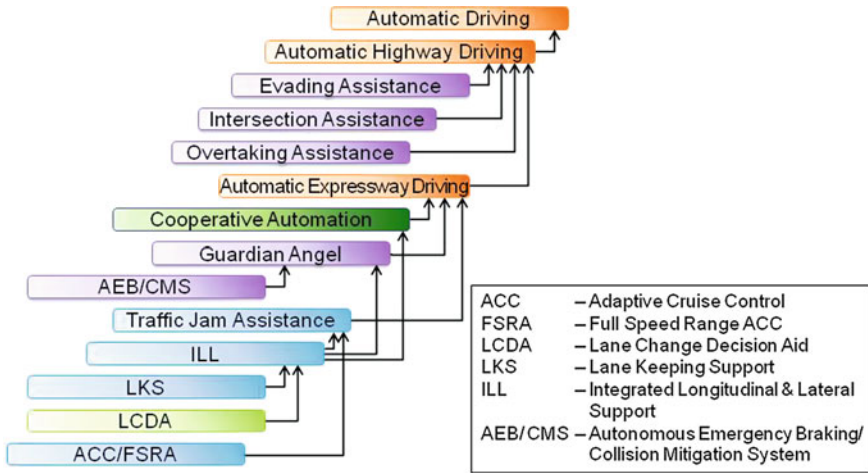 Automatic Driving
Automatic Highway Driving
Evading Assistance
Intersection Assistance
Overtaking Assistance
Automatic Expressway Driving
Cooperative Automation
Guardian Angel
AEB/CMS
Traffic Jam Assistance
ILL
LKS
LCDA
ACC/FSRA
ACC – Adaptive Cruise Control
FSRA – Full Speed Range ACC
LCDA – Lane Change Decision Aid
LKS – Lane Keeping Support
ILL – Integrated Longitudinal & Lateral
Support
AEB/CMS – Autonomous Emergency Braking/
Collision Mitigation System